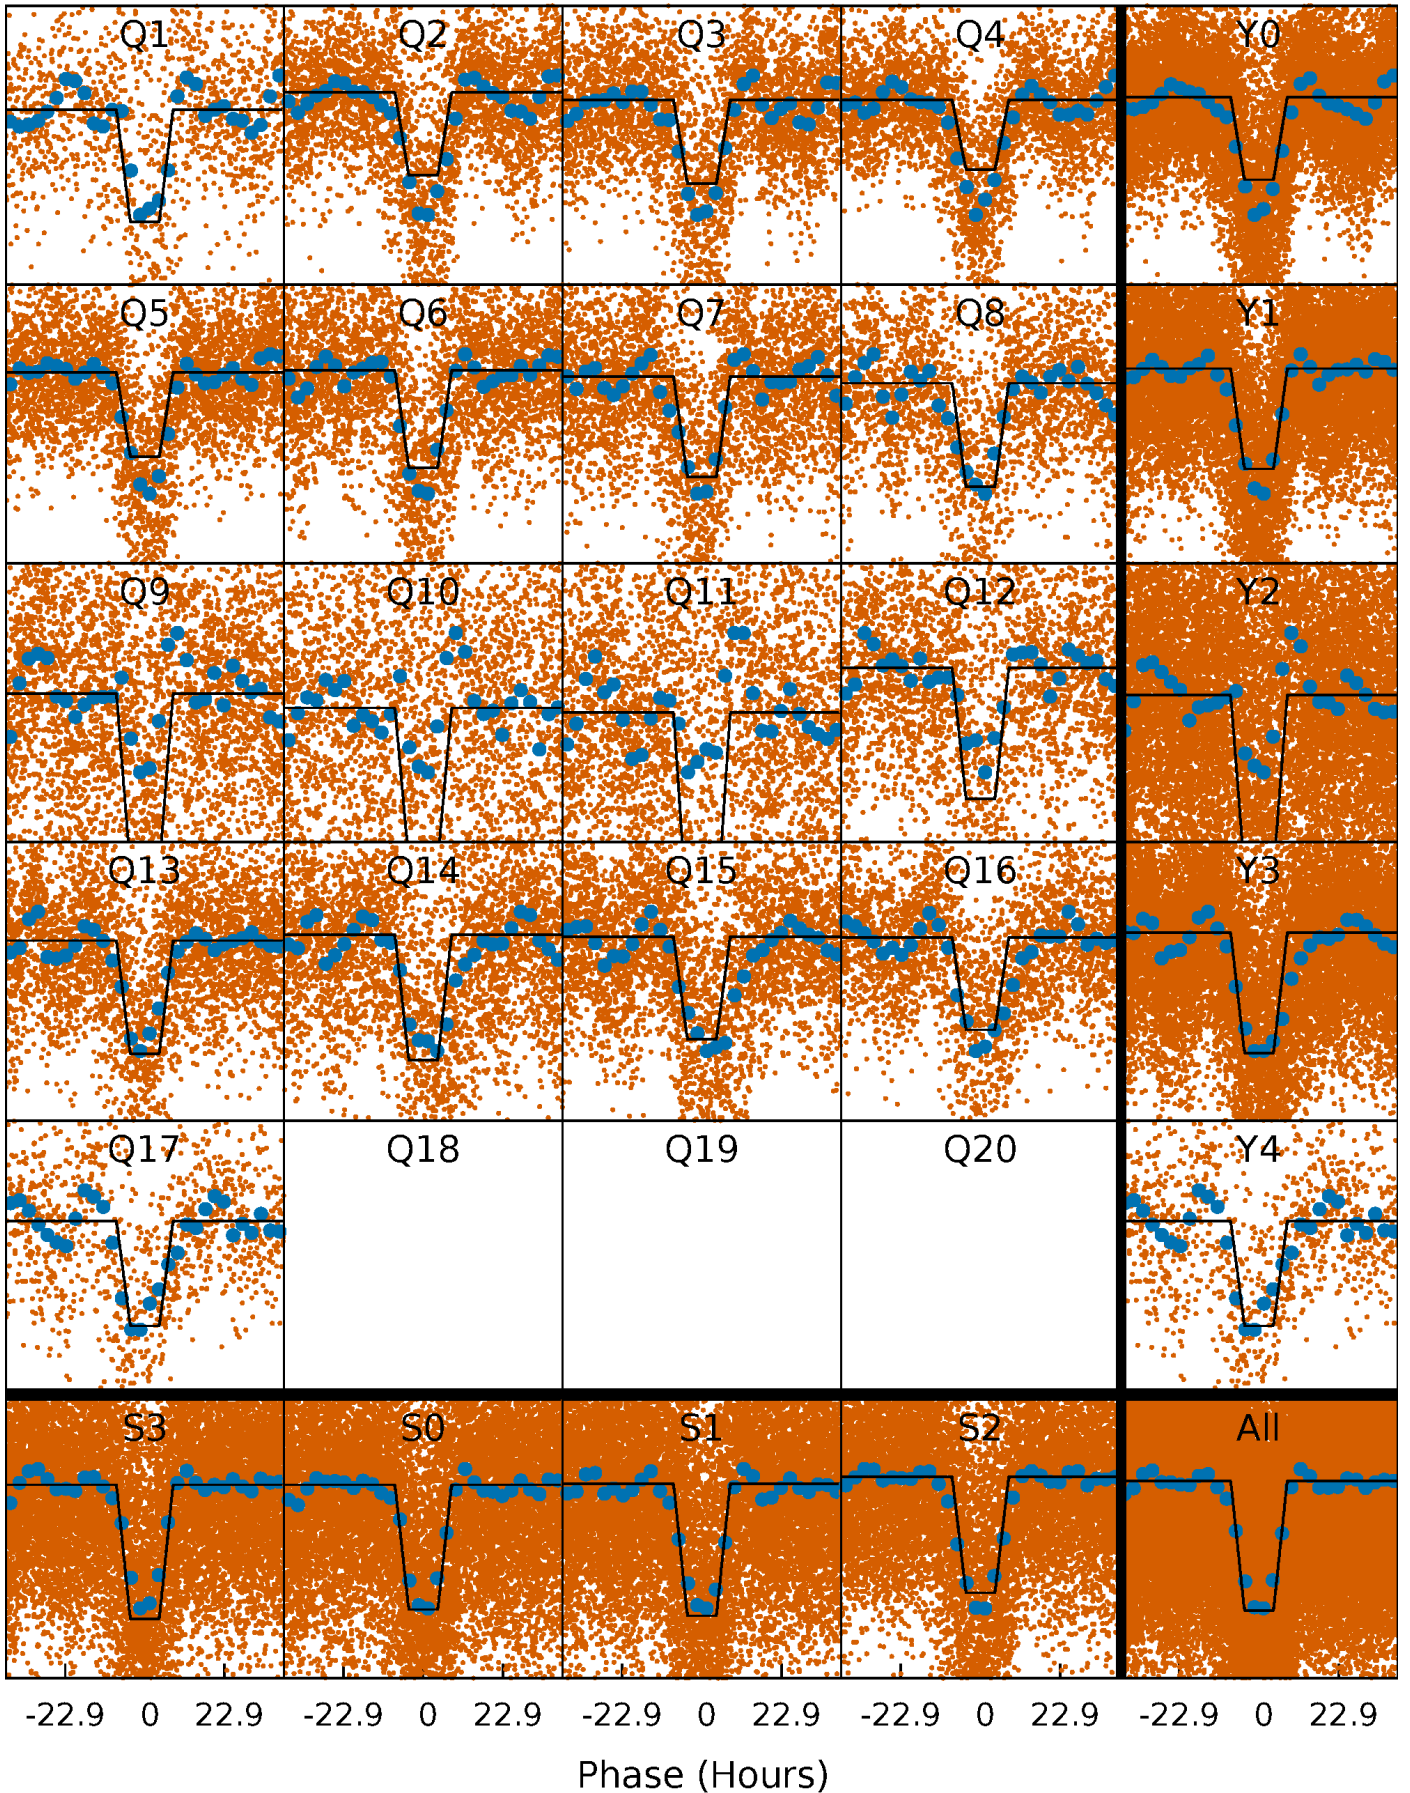 Q1 Q2 Q3 Q4 Y0
Q5 Q6 Q7 Q8 Y1
Q9 Q10 Q11 Q12 Y2
Q13 Q14 Q15 Q16 Y3
Q17 Q18 Q19 Q20 Y4
S3 S0 S1 S2 All
-22.9 0 22.9 -22.9 0 22.9 -22.9 0 22.9 -22.9 0 22.9 -22.9 0 22.9
Phase (Hours)